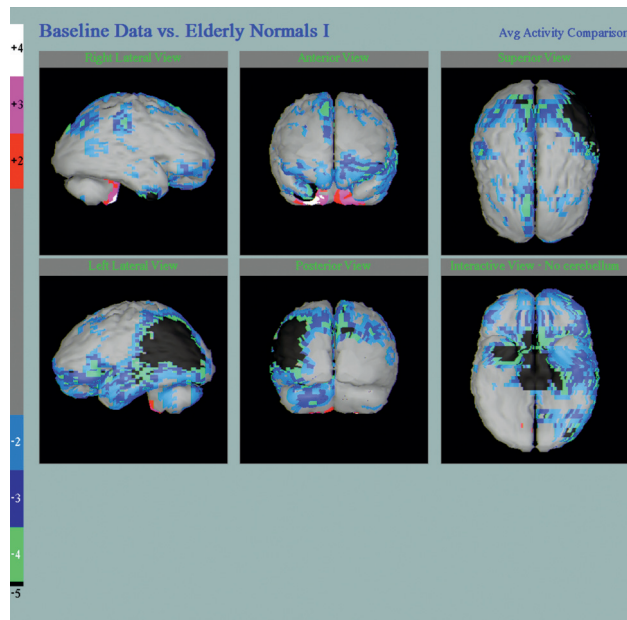 Baseline Data vs. Elderly Normals I
Avg Activity Comparison
+4
+3
+2
-2
-3
-4
-5
Right Lateral View
Anterior View
Superior View
Left Lateral View
Posterior View
Interactive View - No cerebellum